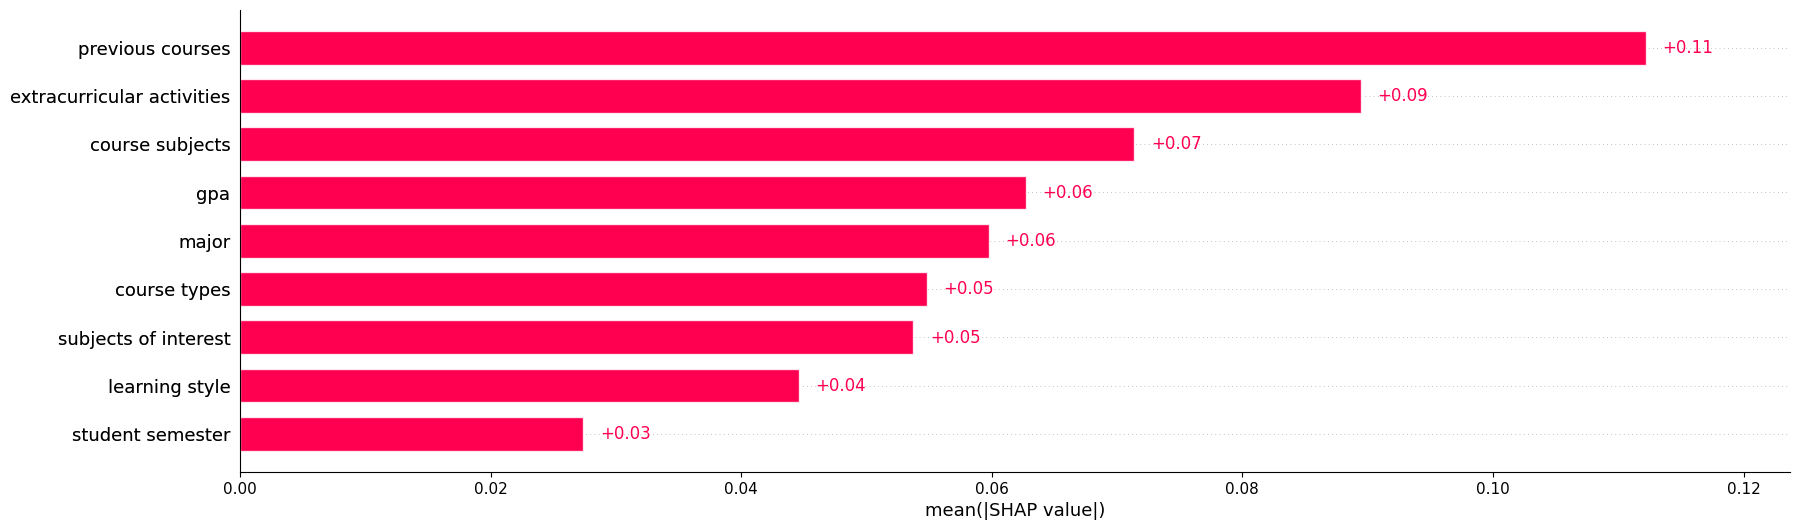 previous courses +0.11
extracurricular activities +0.09
course subjects +0.07
gpa +0.06
major +0.06
course types +0.05
subjects of interest +0.05
learning style +0.04
student semester +0.03
0.00 0.02 0.04 0.06 0.08 0.10 0.12
mean(|SHAP value|)